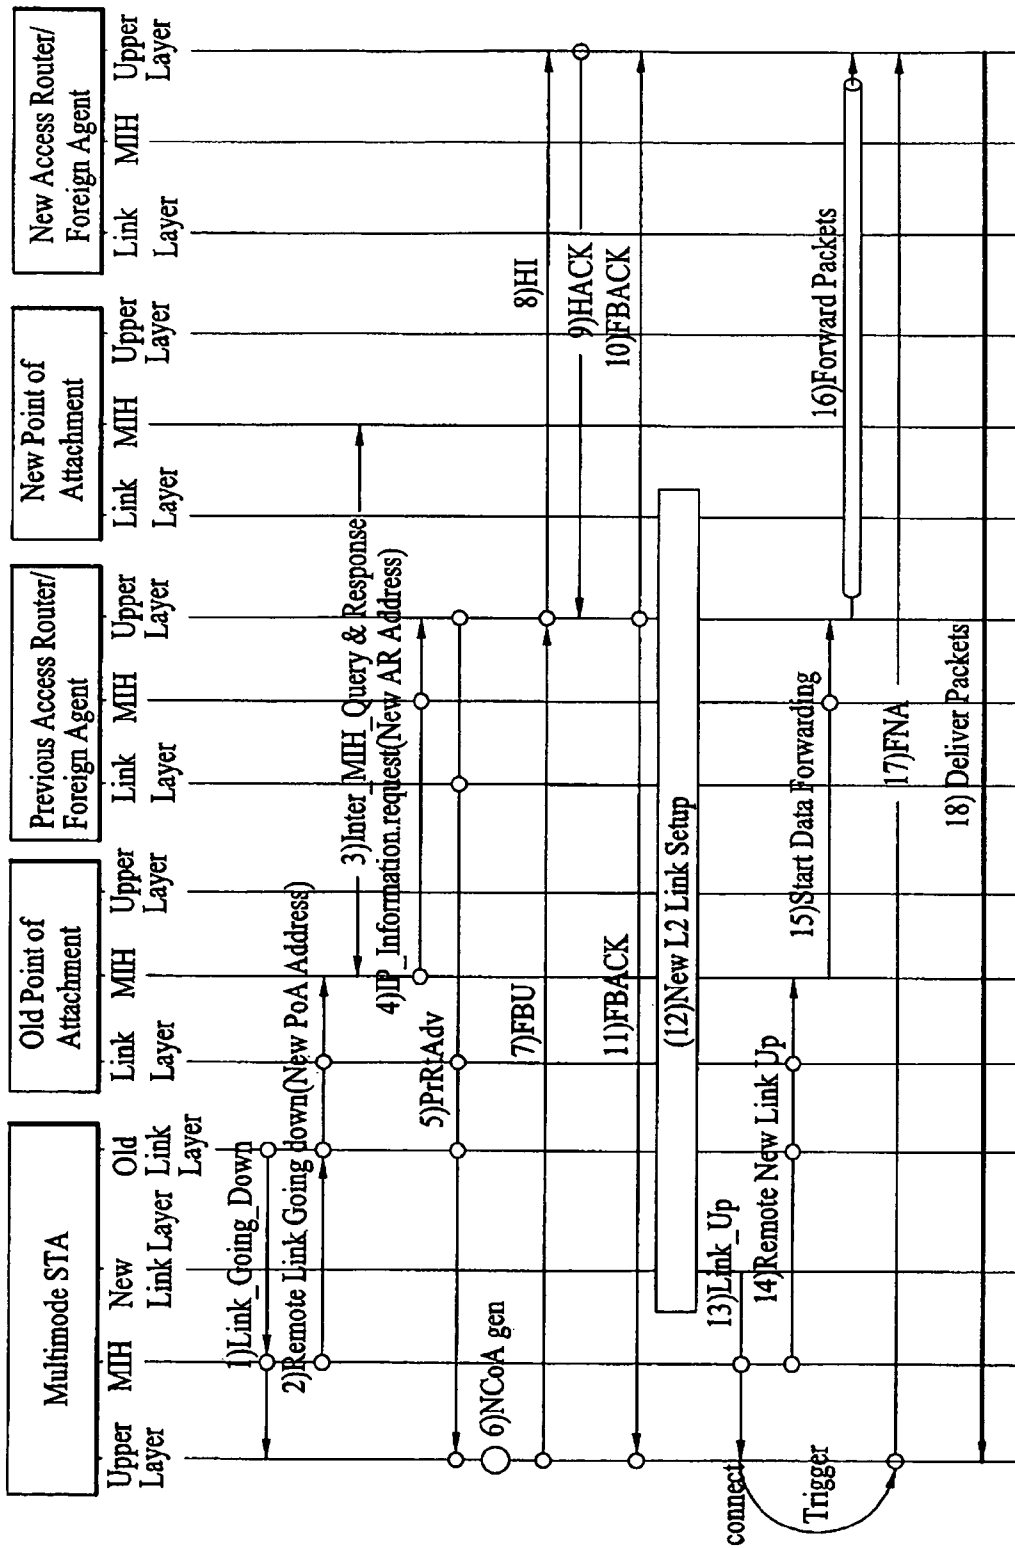 Multimode STA
Old Point of
Attachment
Previous Access Router/
Foreign Agent
New Point of
Attachment
New Access Router/
Foreign Agent
Upper
Layer
MIH
New
Link Layer
Old
Link
Layer
Link
Layer
MIH
Upper
Layer
Link
Layer
MIH
Upper
Layer
Link
Layer
MIH
Upper
Layer
Link
Layer
MIH
Upper
Layer
1)Link_Going_Down
2)Remote Link Going down(New PoA Address)
3)Inter_MIH_Query & Response
4)IP_Information.request(New AR Address)
5)PrRtAdv
6)NCoA gen
7)FBU
8)HI
9)HACK
10)FBACK
11)FBACK
(12)New L2 Link Setup
13)Link_Up
14)Remote New Link Up
connect
Trigger
15)Start Data Forwarding
16)Forward Packets
17)FNA
18) Deliver Packets